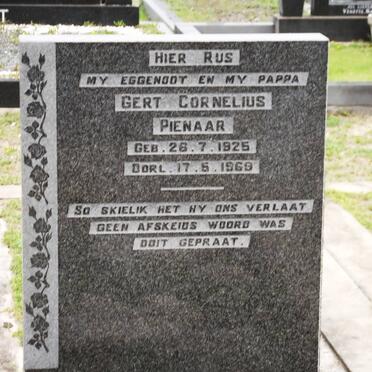 Hier Rus
My Eggenoot en my Pappa
Gert Cornelius
Pienaar
Geb. 26.7.1925
Oorl. 17.5.1969
So skielik het hy ons verlaat
Geen afskeids woord was
ooit gepraat.